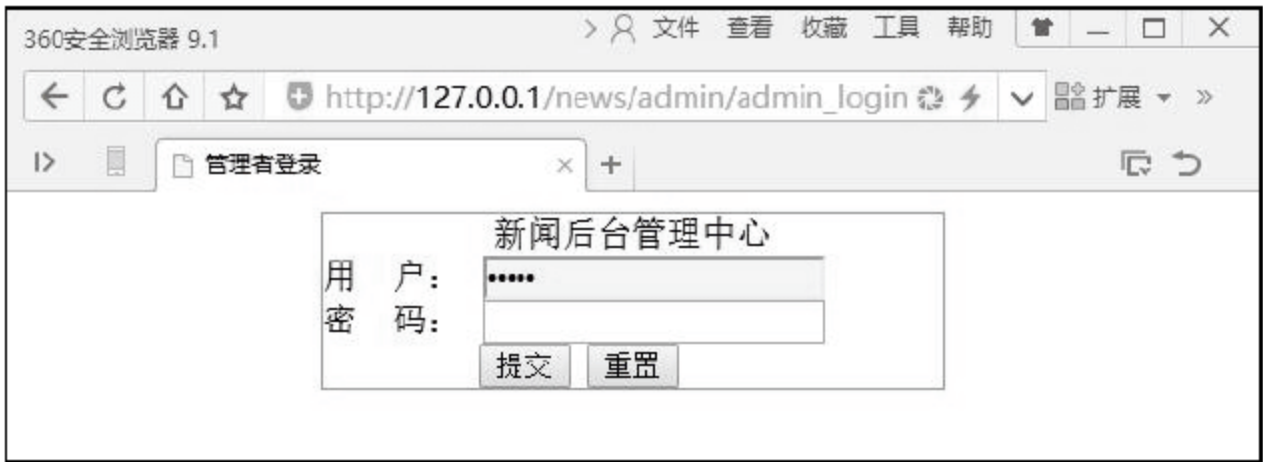 360安全浏览器 9.1
文件 查看 收藏 工具 帮助
http://127.0.0.1/news/admin/admin_login
扩展
管理者登录
新闻后台管理中心
用 户：
•••••
密 码：
提交 重置